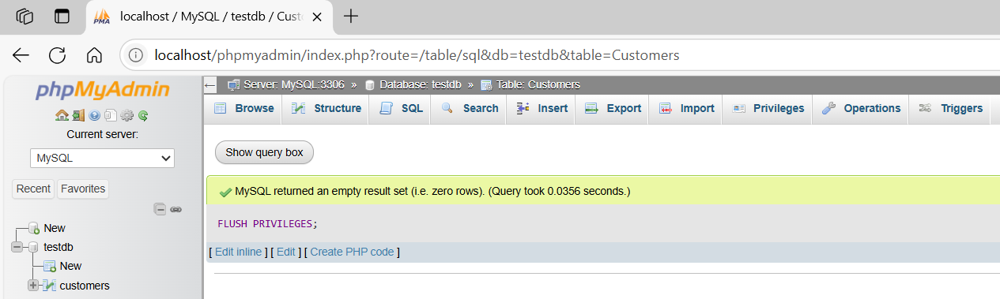 localhost / MySQL / testdb / Cust
localhost/phpmyadmin/index.php?route=/table/sql&db=testdb&table=Customers
phpMyAdmin
Current server:
MySQL
Recent Favorites
New
testdb
New
customers
Server: MySQL:3306 » Database: testdb » Table: Customers
Browse Structure SQL Search Insert Export Import Privileges Operations Triggers
Show query box
MySQL returned an empty result set (i.e. zero rows). (Query took 0.0356 seconds.)
FLUSH PRIVILEGES;
[ Edit inline ] [ Edit ] [ Create PHP code ]